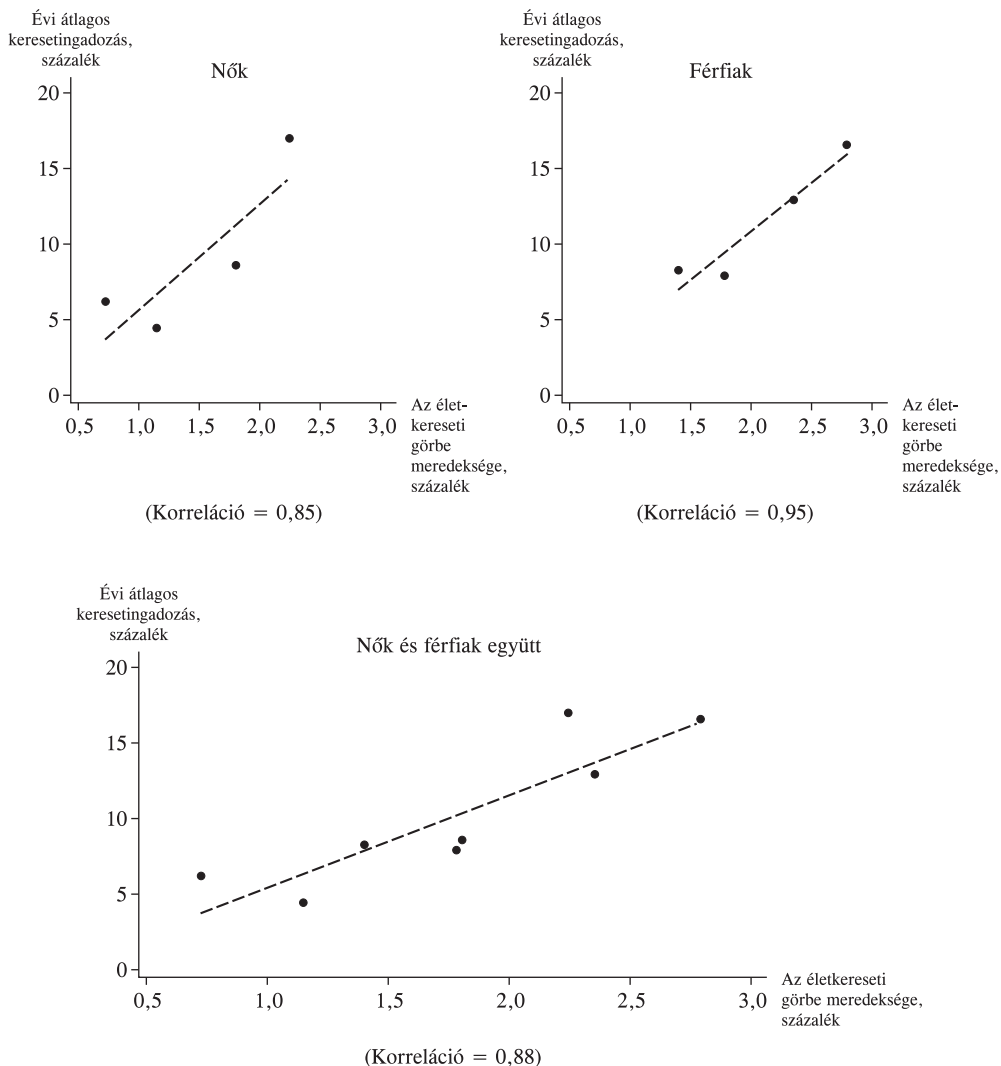 Évi átlagos
keresetingadozás,
százalék
Nők
20
15
10
5
0
0,5 1,0 1,5 2,0 2,5 3,0
Az élet-
kereseti
görbe
meredeksége,
százalék
(Korreláció = 0,85)
Évi átlagos
keresetingadozás,
százalék
Férfiak
20
15
10
5
0
0,5 1,0 1,5 2,0 2,5 3,0
Az élet-
kereseti
görbe
meredeksége,
százalék
(Korreláció = 0,95)
Évi átlagos
keresetingadozás,
százalék
Nők és férfiak együtt
20
15
10
5
0
0,5 1,0 1,5 2,0 2,5 3,0
Az életkereseti
görbe meredeksége,
százalék
(Korreláció = 0,88)